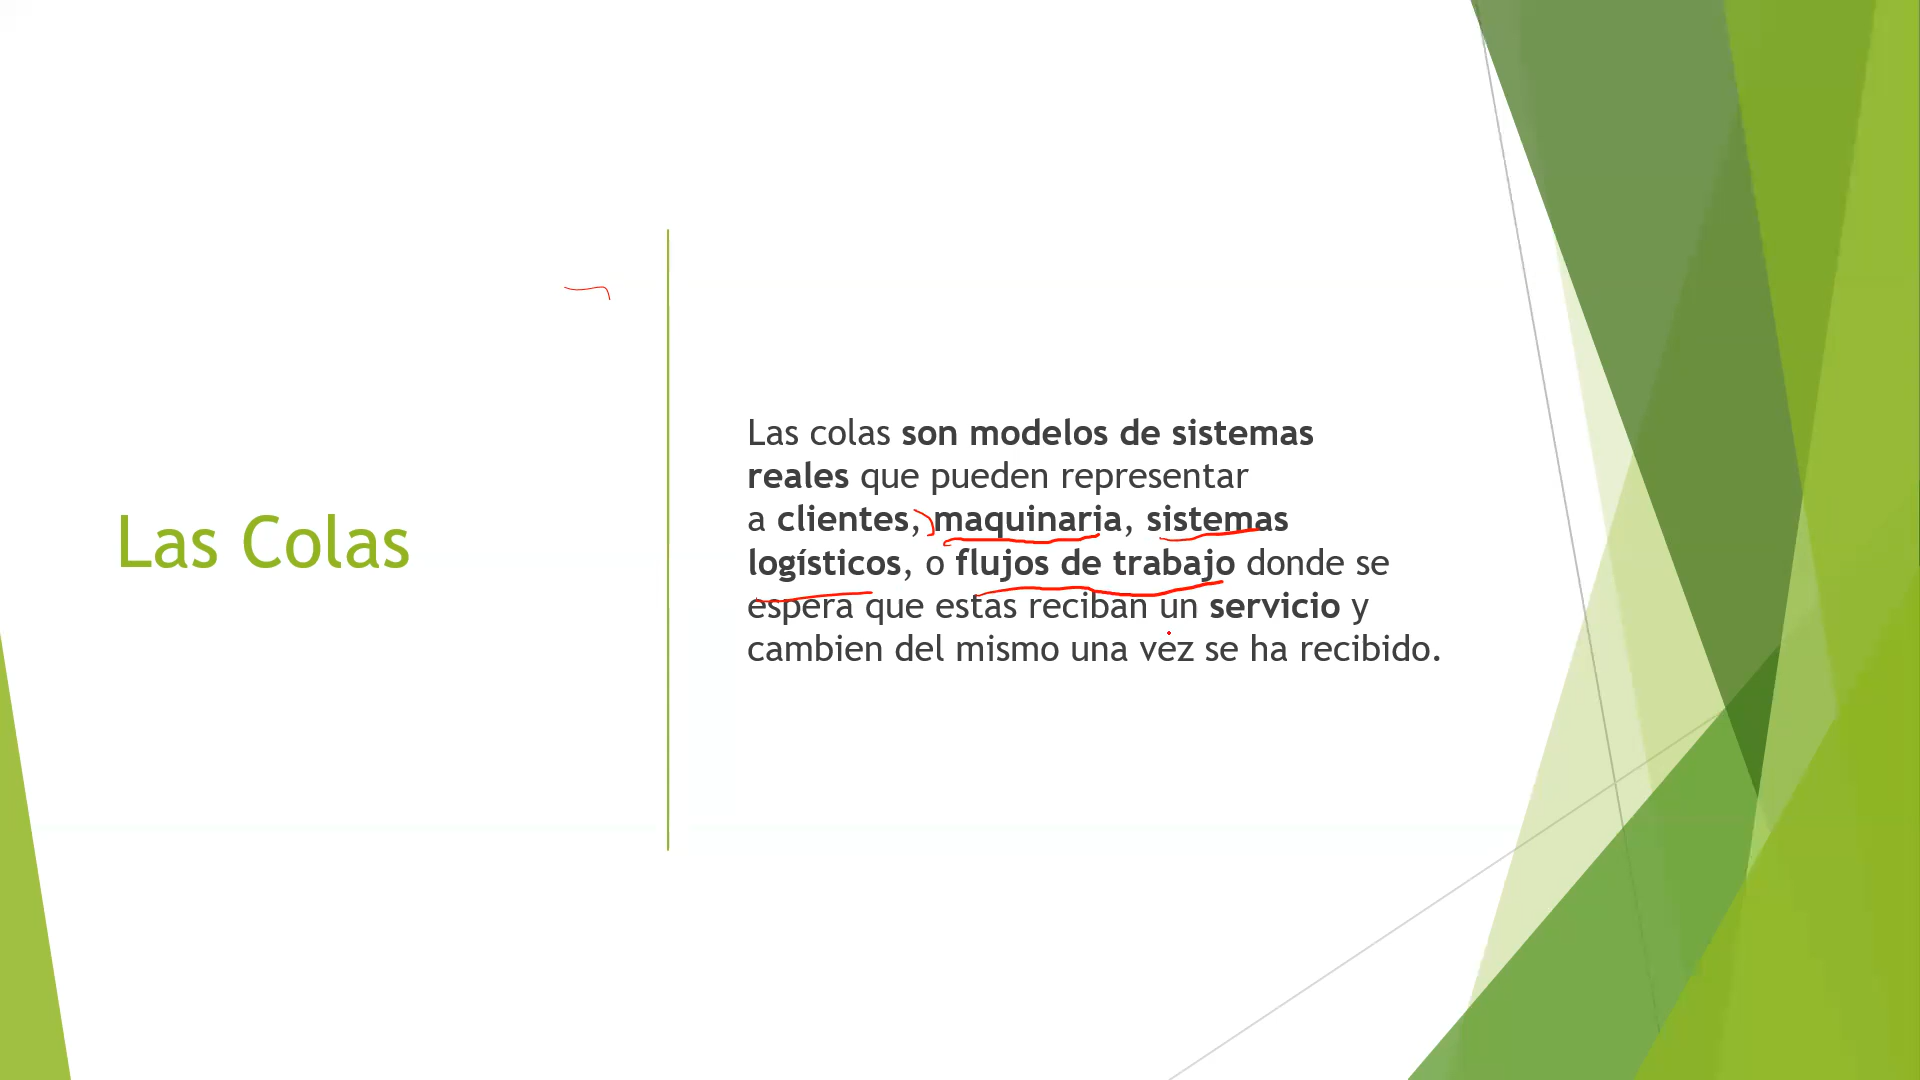 Las Colas
Las colas son modelos de sistemas
reales que pueden representar
a clientes, maquinaria, sistemas
logísticos, o flujos de trabajo donde se
espera que estas reciban un servicio y
cambien del mismo una vez se ha recibido.